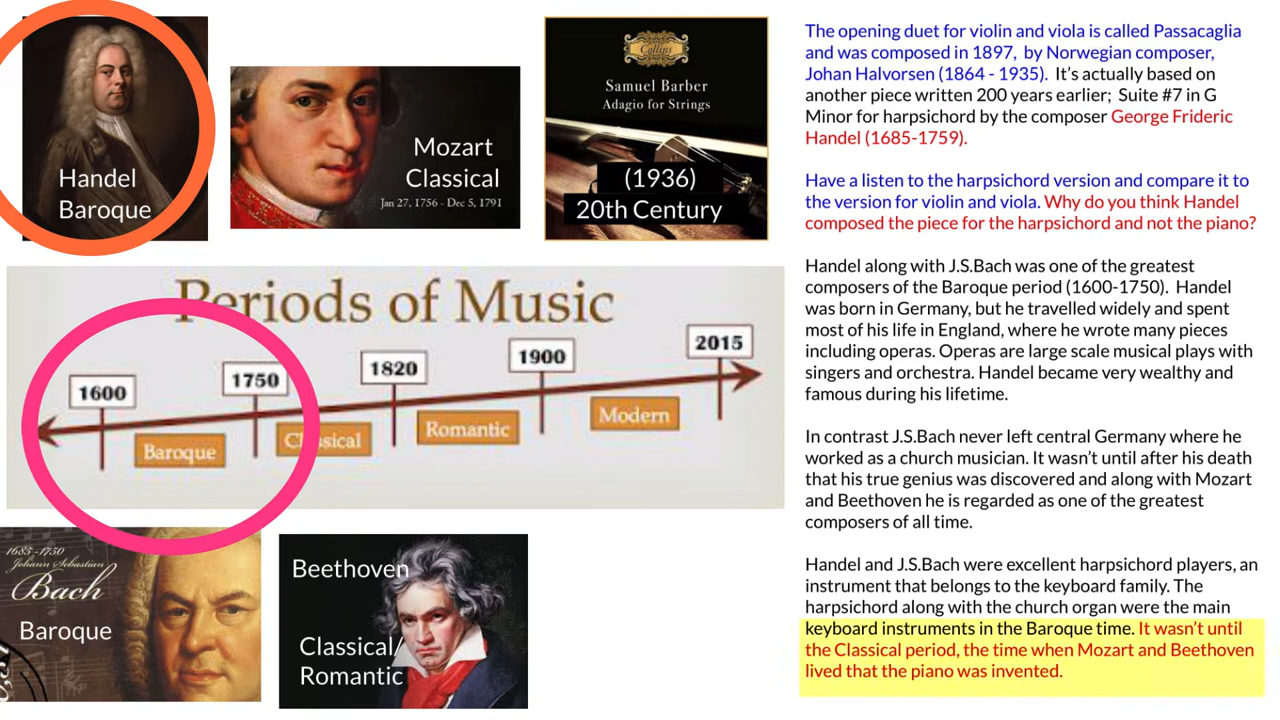 Handel
Baroque
Mozart
Classical
Jan 27, 1756 - Dec 5, 1791
Collins
Samuel Barber
Adagio for Strings
(1936)
20th Century
Periods of Music
1600
1750
1820
1900
2015
Baroque
Classical
Romantic
Modern
1685-1750
Johann Sebastian
Bach
Baroque
Beethoven
Classical/
Romantic
The opening duet for violin and viola is called Passacaglia
and was composed in 1897, by Norwegian composer,
Johan Halvorsen (1864 - 1935). It's actually based on
another piece written 200 years earlier; Suite #7 in G
Minor for harpsichord by the composer George Frideric
Handel (1685-1759).
Have a listen to the harpsichord version and compare it to
the version for violin and viola. Why do you think Handel
composed the piece for the harpsichord and not the piano?
Handel along with J.S.Bach was one of the greatest
composers of the Baroque period (1600-1750). Handel
was born in Germany, but he travelled widely and spent
most of his life in England, where he wrote many pieces
including operas. Operas are large scale musical plays with
singers and orchestra. Handel became very wealthy and
famous during his lifetime.
In contrast J.S.Bach never left central Germany where he
worked as a church musician. It wasn't until after his death
that his true genius was discovered and along with Mozart
and Beethoven he is regarded as one of the greatest
composers of all time.
Handel and J.S.Bach were excellent harpsichord players, an
instrument that belongs to the keyboard family. The
harpsichord along with the church organ were the main
keyboard instruments in the Baroque time. It wasn't until
the Classical period, the time when Mozart and Beethoven
lived that the piano was invented.